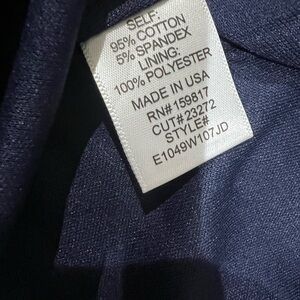 SELF:
95% COTTON
5% SPANDEX
LINING:
100% POLYESTER
MADE IN USA
RN# 159817
CUT# 23272
STYLE#
E1049W107JD